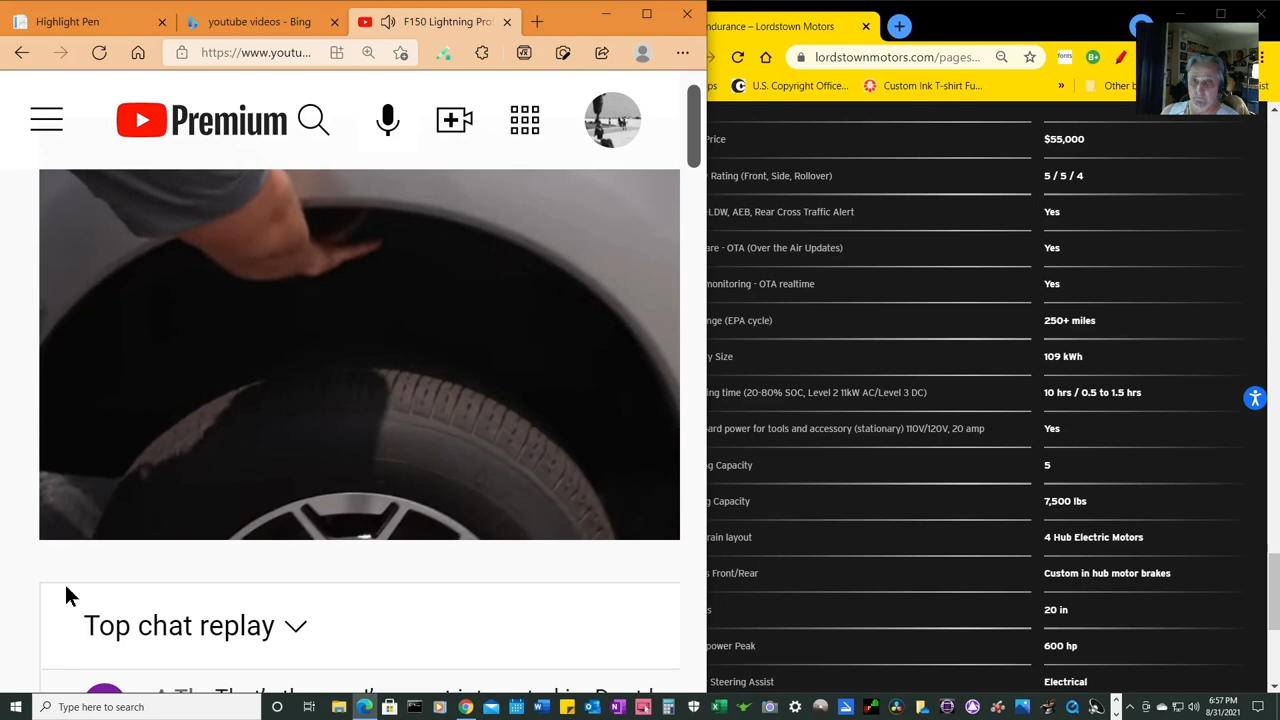 Highlight Pen
youtube videos - Bing
F150 Lightning Pro
https://www.youtu...
Premium
Top chat replay
ndurance – Lordstown Motors
lordstownmotors.com/pages...
fonts
B+
ps
U.S. Copyright Office...
Custom Ink T-shirt Fu...
»
Other b
ist
Price $55,000
Rating (Front, Side, Rollover) 5 / 5 / 4
LDW, AEB, Rear Cross Traffic Alert Yes
are - OTA (Over the Air Updates) Yes
monitoring - OTA realtime Yes
nge (EPA cycle) 250+ miles
y Size 109 kWh
ing time (20-80% SOC, Level 2 11kW AC/Level 3 DC) 10 hrs / 0.5 to 1.5 hrs
ard power for tools and accessory (stationary) 110V/120V, 20 amp Yes
g Capacity 5
g Capacity 7,500 lbs
rain layout 4 Hub Electric Motors
s Front/Rear Custom in hub motor brakes
s 20 in
power Peak 600 hp
Steering Assist Electrical
Type here to search
6:57 PM
8/31/2021